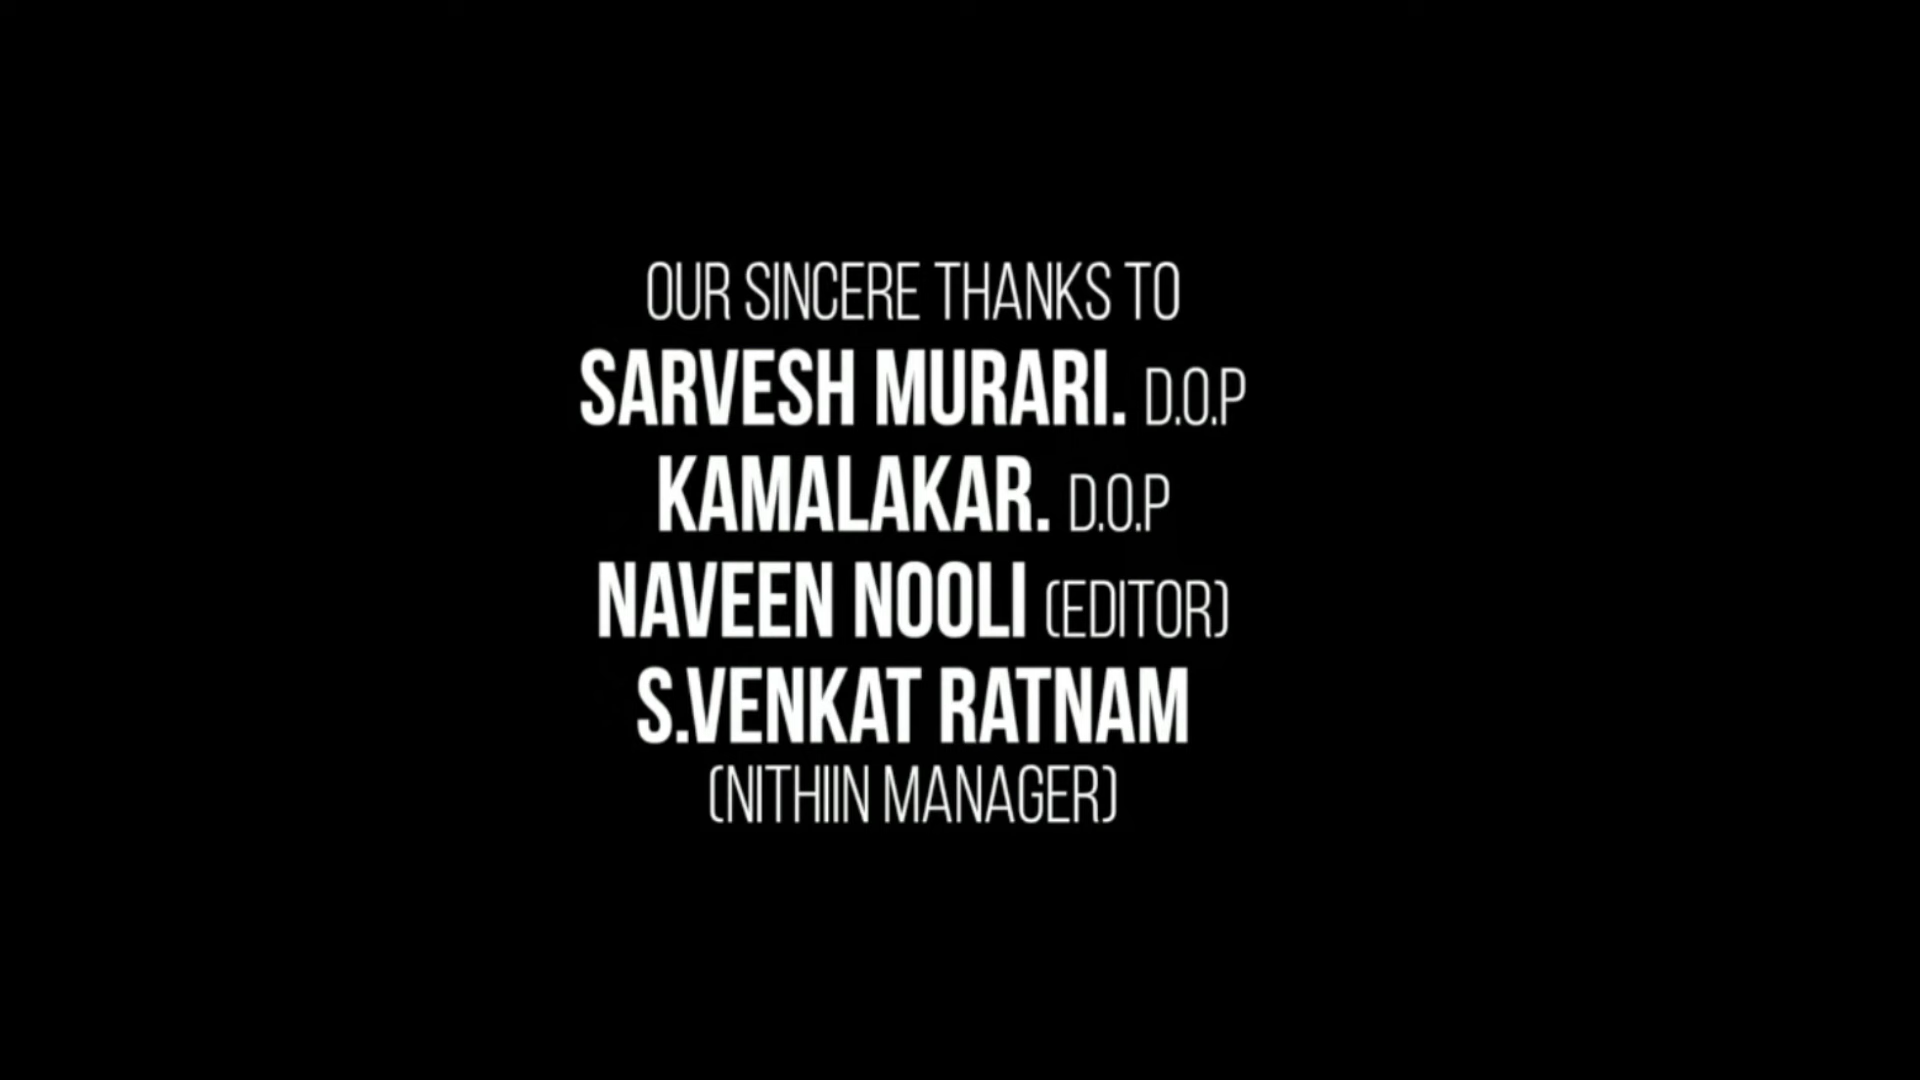 OUR SINCERE THANKS TO
SARVESH MURARI. D.O.P
KAMALAKAR. D.O.P
NAVEEN NOOLI (EDITOR)
S.VENKAT RATNAM
(NITHIIN MANAGER)